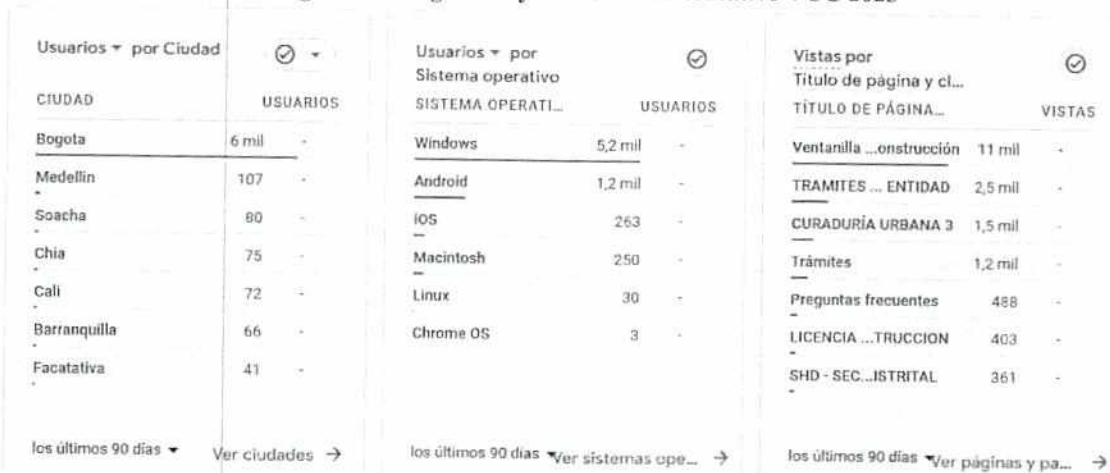 Usuarios por Ciudad
CIUDAD USUARIOS
Bogota 6 mil -
Medellin 107 -
Soacha 80 -
Chia 75 -
Cali 72 -
Barranquilla 66 -
Facatativa 41 -
los últimos 90 días Ver ciudades →
Usuarios por
Sistema operativo
SISTEMA OPERATI... USUARIOS
Windows 5,2 mil -
Android 1,2 mil -
iOS 263 -
Macintosh 250 -
Linux 30 -
Chrome OS 3 -
los últimos 90 días Ver sistemas ope... →
Vistas por
Título de página y cl...
TÍTULO DE PÁGINA... VISTAS
Ventanilla ...onstrucción 11 mil -
TRAMITES ... ENTIDAD 2,5 mil -
CURADURÍA URBANA 3 1,5 mil -
Trámites 1,2 mil -
Preguntas frecuentes 488 -
LICENCIA ...TRUCCION 403 -
SHD - SEC...ISTRITAL 361 -
los últimos 90 días Ver páginas y pa... →